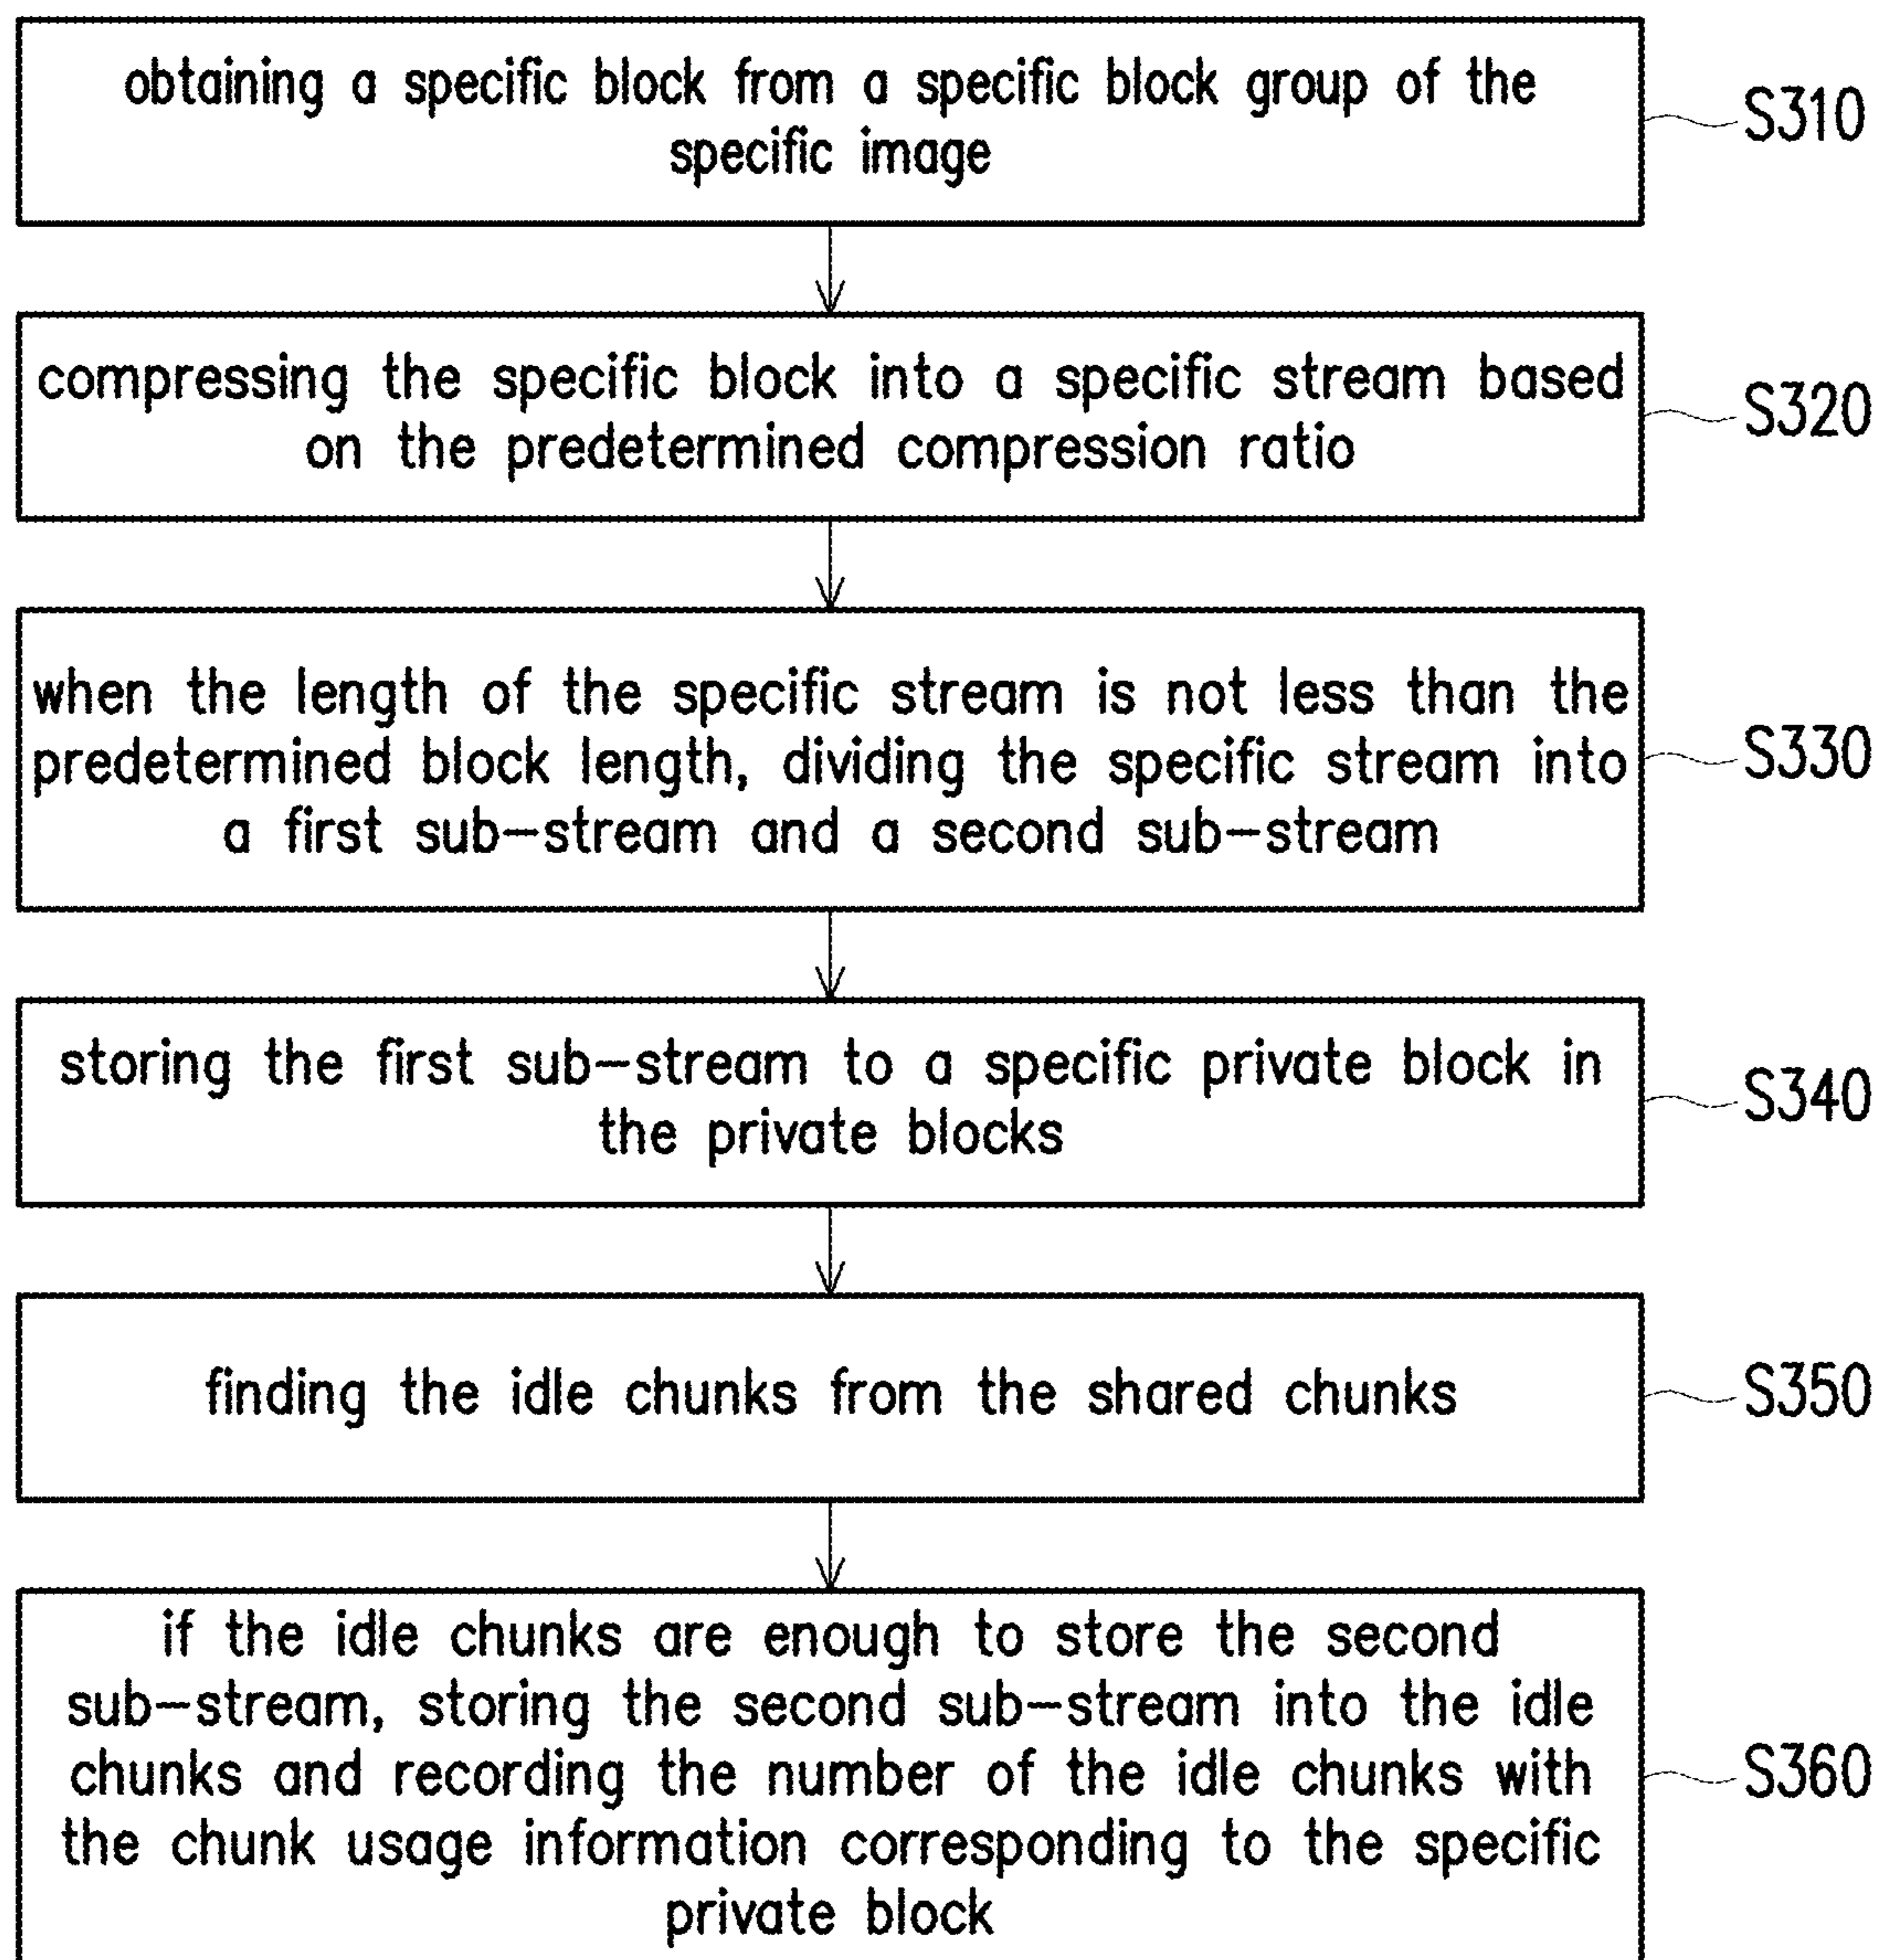 obtaining a specific block from a specific block group of the
specific image
S310
compressing the specific block into a specific stream based
on the predetermined compression ratio
S320
when the length of the specific stream is not less than the
predetermined block length, dividing the specific stream into
a first sub-stream and a second sub-stream
S330
storing the first sub-stream to a specific private block in
the private blocks
S340
finding the idle chunks from the shared chunks
S350
if the idle chunks are enough to store the second
sub-stream, storing the second sub-stream into the idle
chunks and recording the number of the idle chunks with
the chunk usage information corresponding to the specific
private block
S360